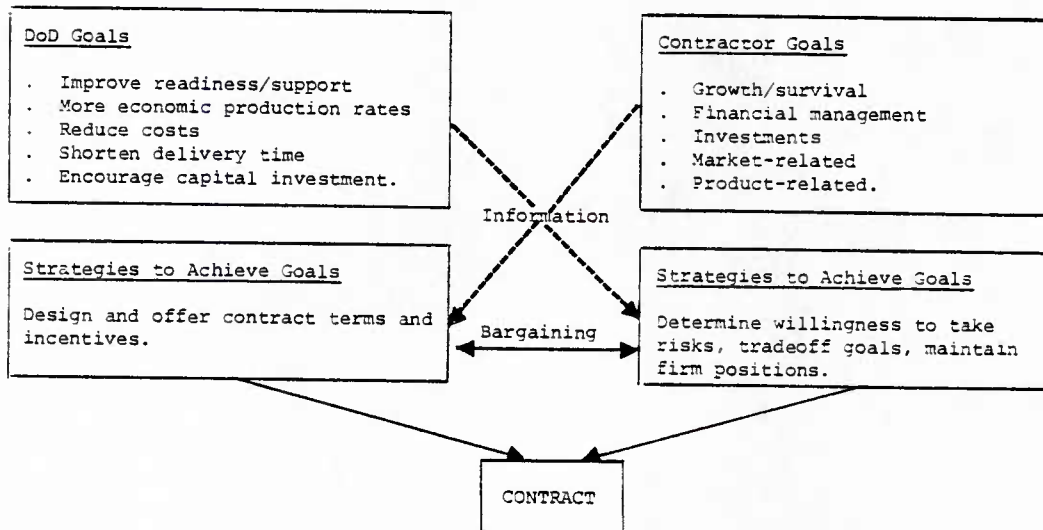 DoD Goals
. Improve readiness/support
. More economic production rates
. Reduce costs
. Shorten delivery time
. Encourage capital investment.
Contractor Goals
. Growth/survival
. Financial management
. Investments
. Market-related
. Product-related.
Information
Strategies to Achieve Goals
Design and offer contract terms and
incentives.
Bargaining
Strategies to Achieve Goals
Determine willingness to take
risks, tradeoff goals, maintain
firm positions.
CONTRACT